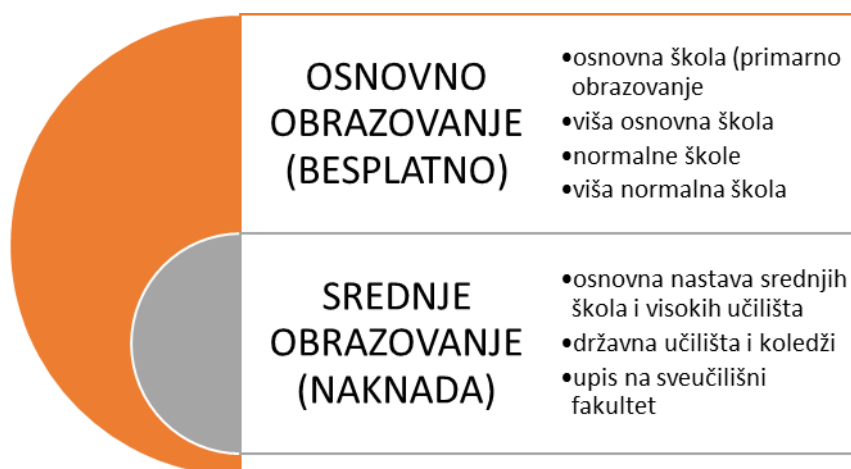 OSNOVNO
OBRAZOVANJE
(BESPLATNO)
•osnovna škola (primarno
obrazovanje
•viša osnovna škola
•normalne škole
•viša normalna škola
SREDNJE
OBRAZOVANJE
(NAKNADA)
•osnovna nastava srednjih
škola i visokih učilišta
•državna učilišta i koledži
•upis na sveučilišni
fakultet